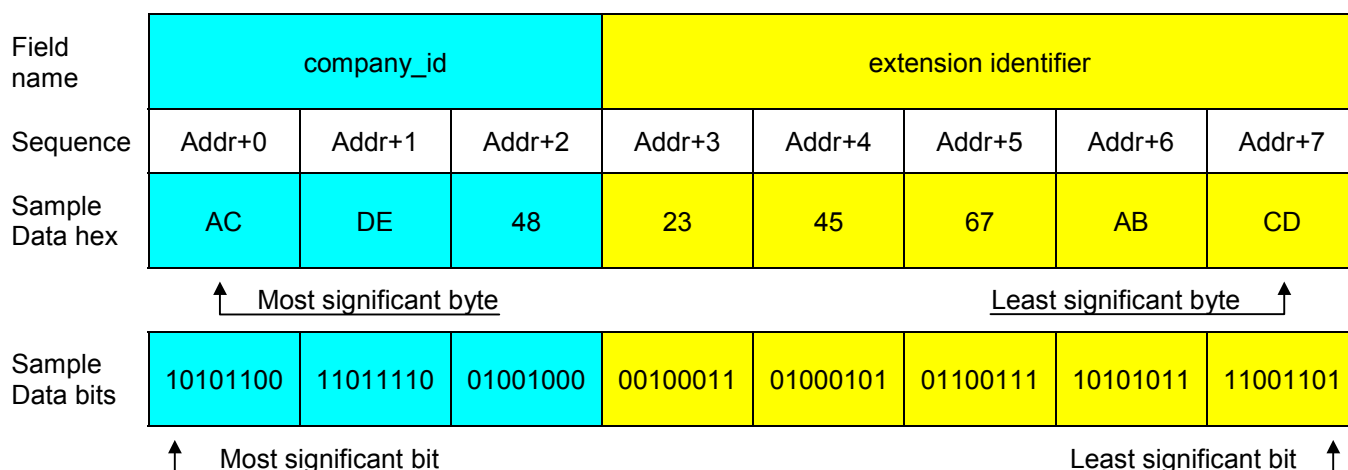 Field name company_id extension identifier
Sequence Addr+0 Addr+1 Addr+2 Addr+3 Addr+4 Addr+5 Addr+6 Addr+7
Sample Data hex AC DE 48 23 45 67 AB CD
Most significant byte Least significant byte
Sample Data bits 10101100 11011110 01001000 00100011 01000101 01100111 10101011 11001101
Most significant bit Least significant bit